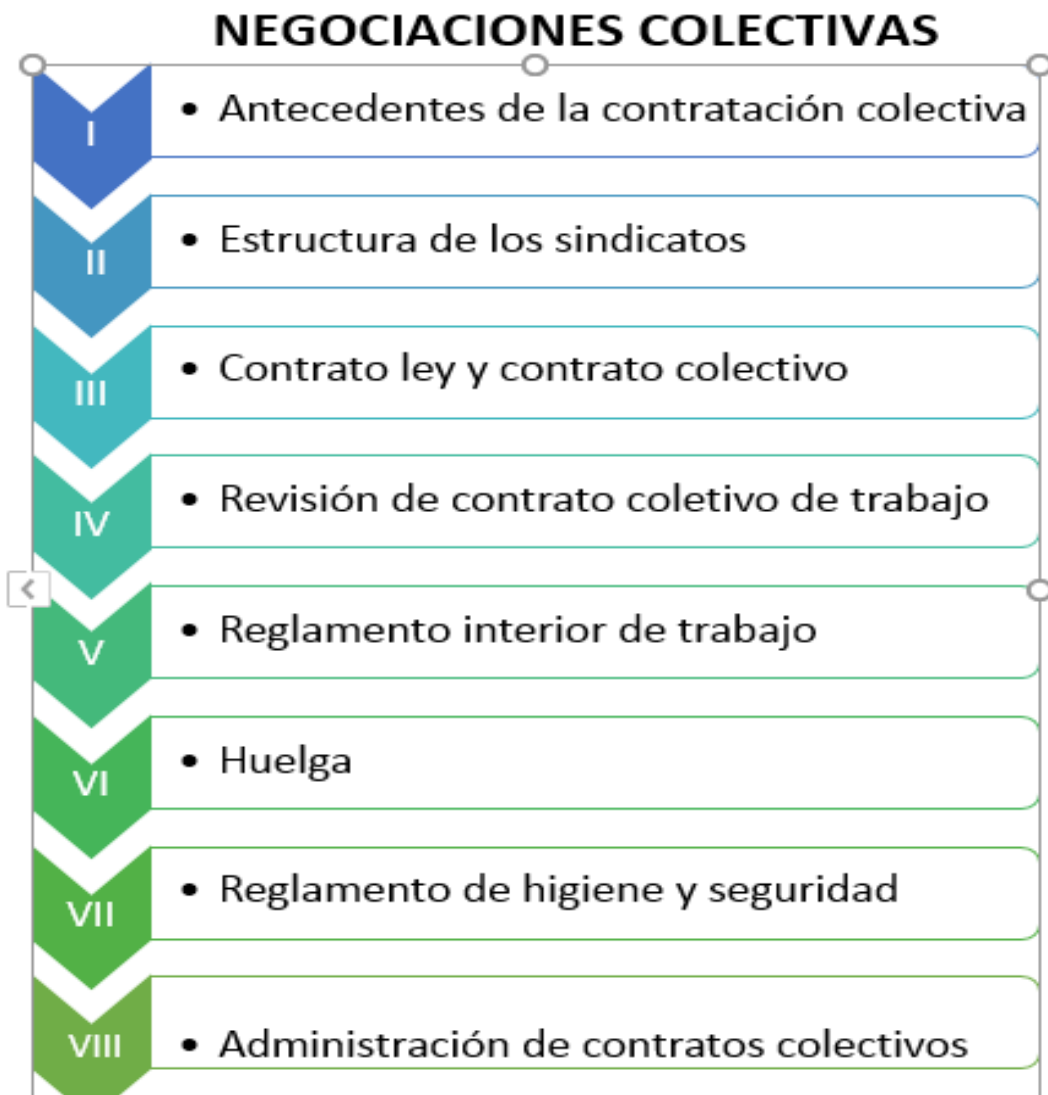 NEGOCIACIONES COLECTIVAS
I
• Antecedentes de la contratación colectiva
II
• Estructura de los sindicatos
III
• Contrato ley y contrato colectivo
IV
• Revisión de contrato coletivo de trabajo
V
• Reglamento interior de trabajo
VI
• Huelga
VII
• Reglamento de higiene y seguridad
VIII
• Administración de contratos colectivos